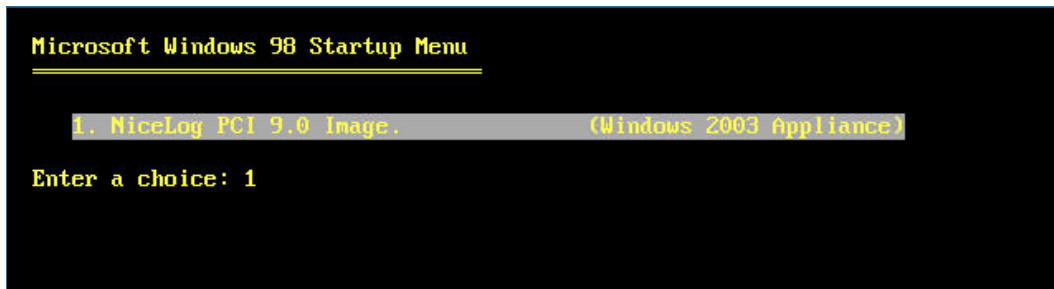 Microsoft Windows 98 Startup Menu
1. NiceLog PCI 9.0 Image. (Windows 2003 Appliance)
Enter a choice: 1